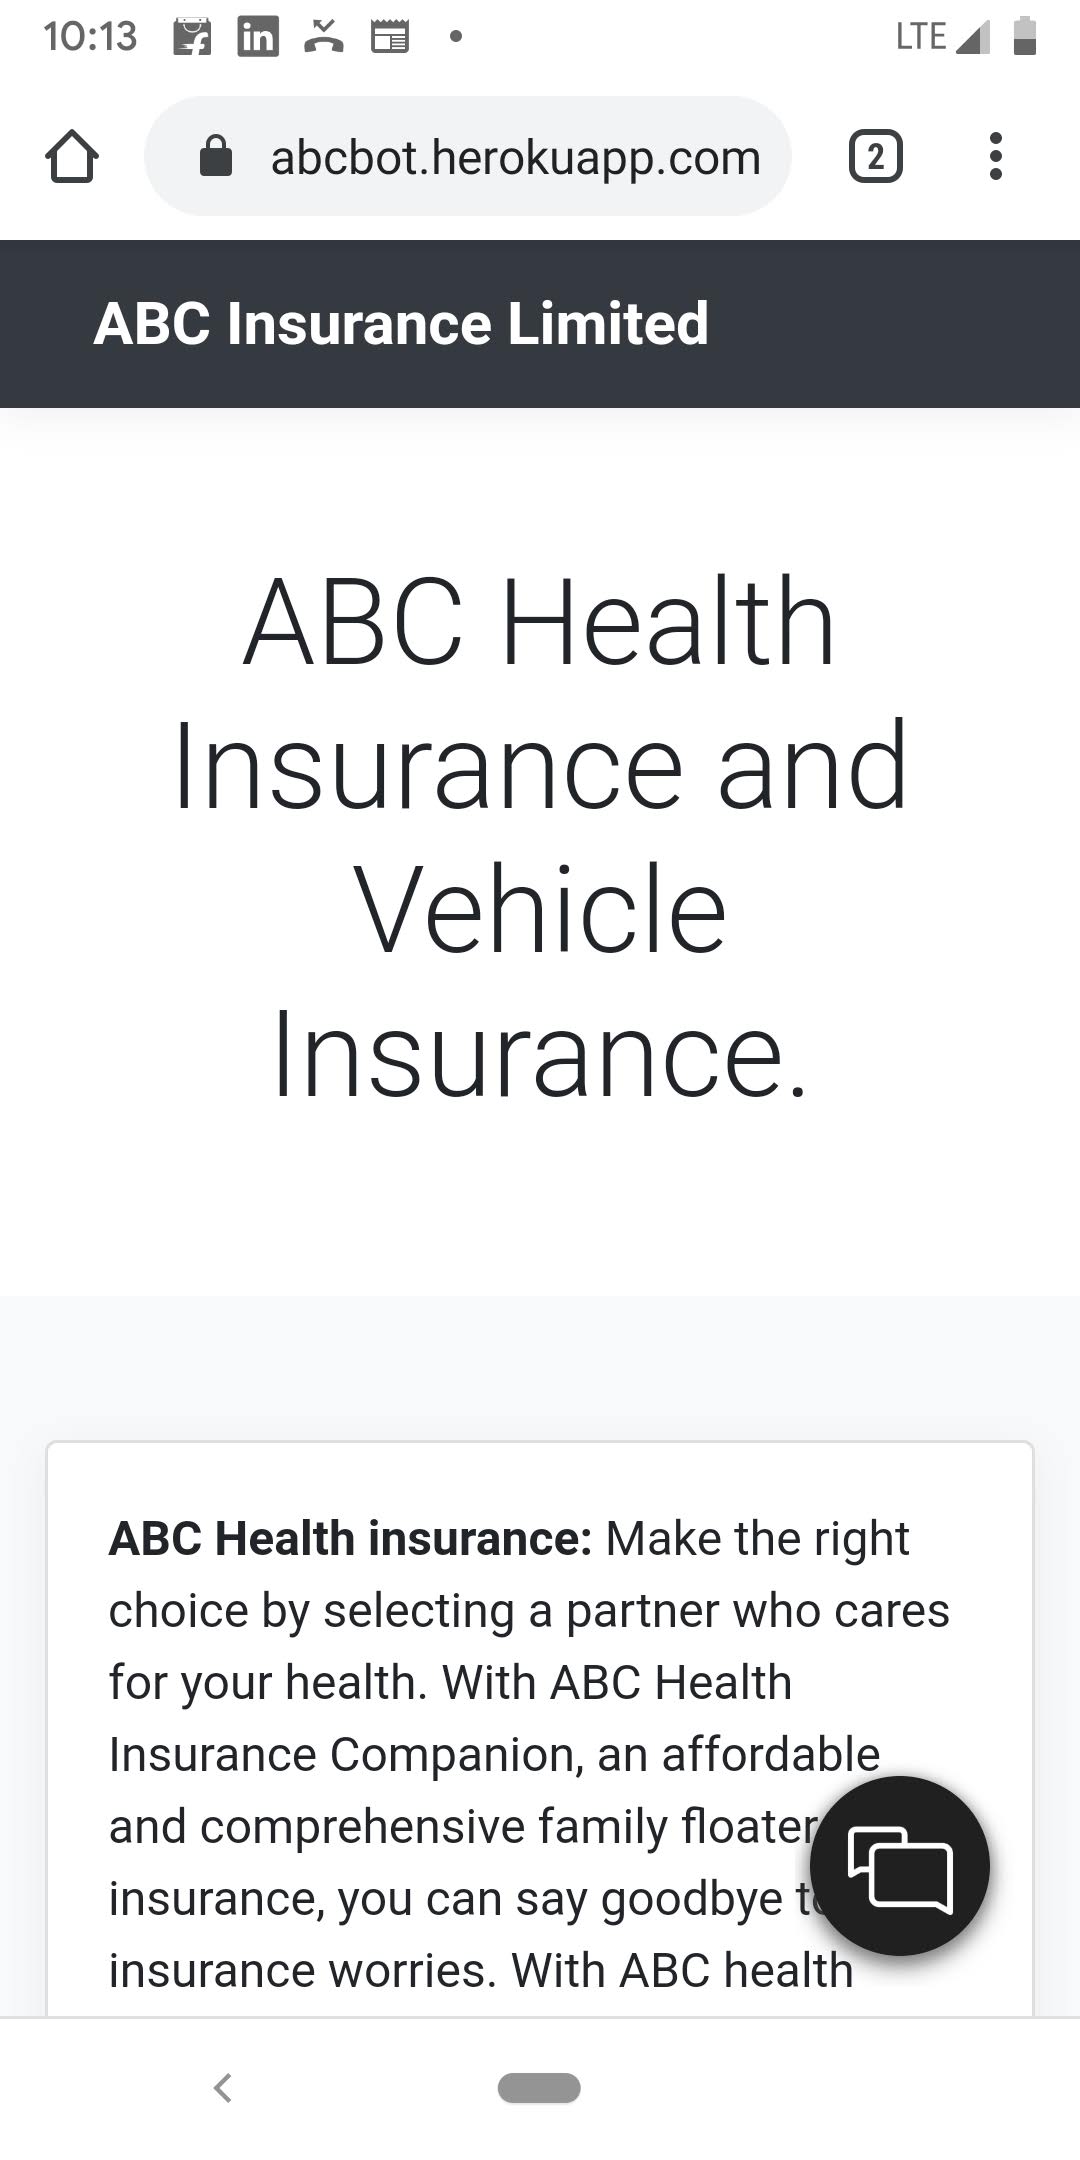 10:13 in LTE
abcbot.herokuapp.com 2
ABC Insurance Limited
ABC Health
Insurance and
Vehicle
Insurance.
ABC Health insurance: Make the right
choice by selecting a partner who cares
for your health. With ABC Health
Insurance Companion, an affordable
and comprehensive family floater
insurance, you can say goodbye
insurance worries. With ABC health